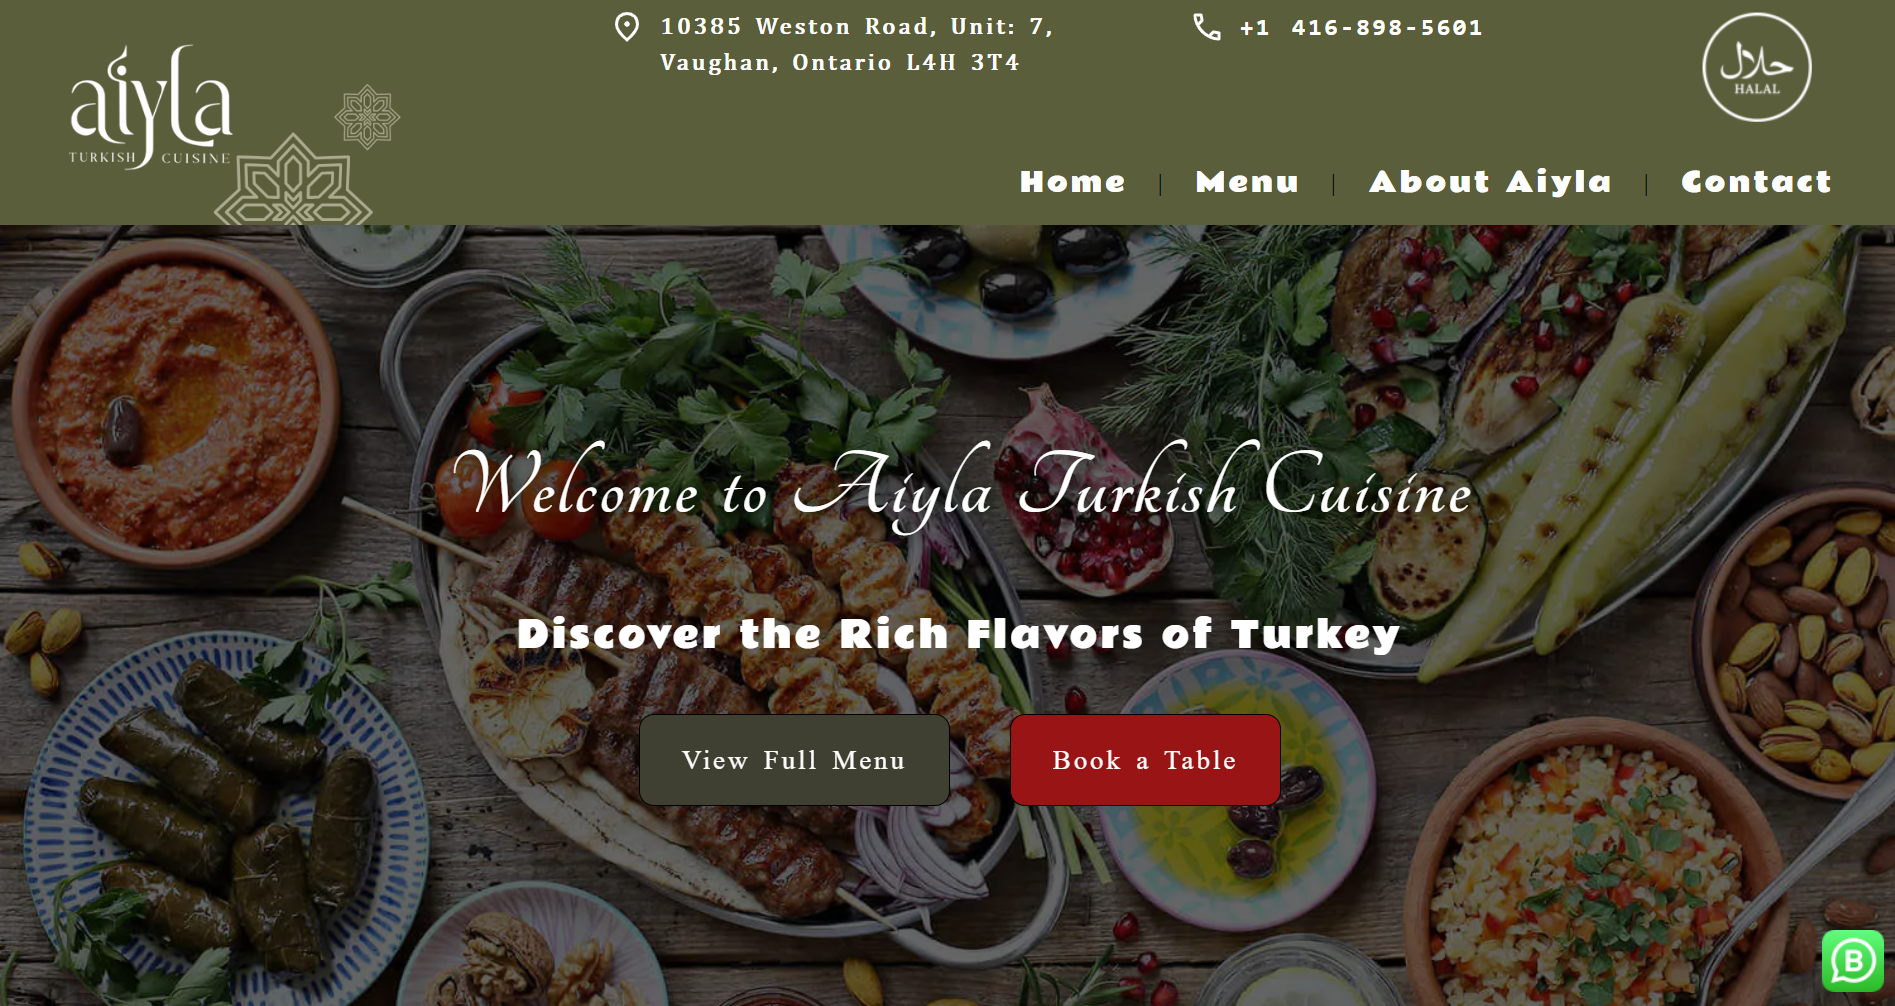 aiyla
TURKISH CUISINE
10385 Weston Road, Unit: 7,
Vaughan, Ontario L4H 3T4
+1 416-898-5601
حلال
HALAL
Home | Menu | About Aiyla | Contact
Welcome to Aiyla Turkish Cuisine
Discover the Rich Flavors of Turkey
View Full Menu
Book a Table
B